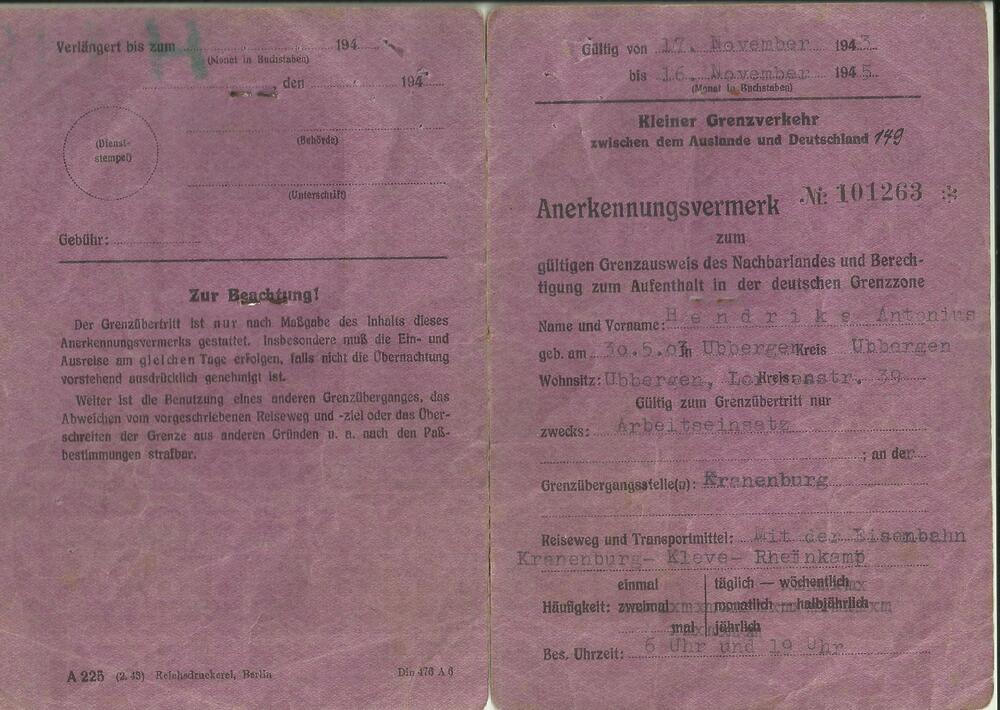 Verlängert bis zum 194
(Monat in Buchstaben)
den 194
(Dienst-
stempel)
(Behörde)
(Unterschrift)
Gebühr:
Zur Beachtung!
Der Grenzübertritt ist nur nach Maßgabe des Inhalts dieses
Anerkennungsvermerks gestattet. Insbesondere muß die Ein- und
Ausreise am gleichen Tage erfolgen, falls nicht die Übernachtung
vorstehend ausdrücklich genehmigt ist.
Weiter ist die Benutzung eines anderen Grenzüberganges, das
Abweichen vom vorgeschriebenen Reiseweg und -ziel oder das Über-
schreiten der Grenze aus anderen Gründen u. a. nach den Paß-
bestimmungen strafbar.
A 225 (2. 43) Reichsdruckerei, Berlin Din 476 A 6
Gültig von 17. November 1943
bis 16. November 1945
(Monat in Buchstaben)
Kleiner Grenzverkehr
zwischen dem Auslande und Deutschland 149
Anerkennungsvermerk № 101263 *
zum
gültigen Grenzausweis des Nachbarlandes und Berech-
tigung zum Aufenthalt in der deutschen Grenzzone
Name und Vorname: Hendriks Antonius
geb. am 30.5.03 in Ubbergen Kreis Ubbergen
Wohnsitz: Ubbergen, Kreis: 39
Gültig zum Grenzübertritt nur
zwecks: Arbeitseinsatz
; an der
Grenzübergangsstelle(n): Kranenburg
Reiseweg und Transportmittel: Mit der Eisenbahn
Kranenburg- Kleve- Rheinkamp
einmal täglich — wöchentlich
Häufigkeit: zweimal monatlich halbjährlich
mal jährlich
Bes. Uhrzeit: 6 Uhr und 19 Uhr